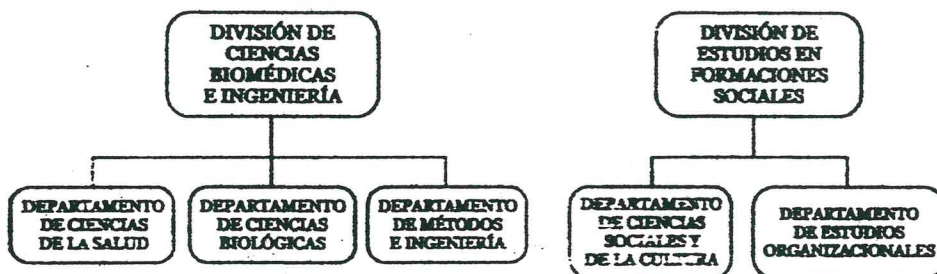 DIVISIÓN DE
CIENCIAS
BIOMÉDICAS
E INGENIERÍA
DIVISIÓN DE
ESTUDIOS EN
FORMACIONES
SOCIALES
DEPARTAMENTO
DE CIENCIAS
DE LA SALUD
DEPARTAMENTO
DE CIENCIAS
BIOLÓGICAS
DEPARTAMENTO
DE MÉTODOS
E INGENIERÍA
DEPARTAMENTO
DE CIENCIAS
SOCIALES Y
DE LA CULTURA
DEPARTAMENTO
DE ESTUDIOS
ORGANIZACIONALES